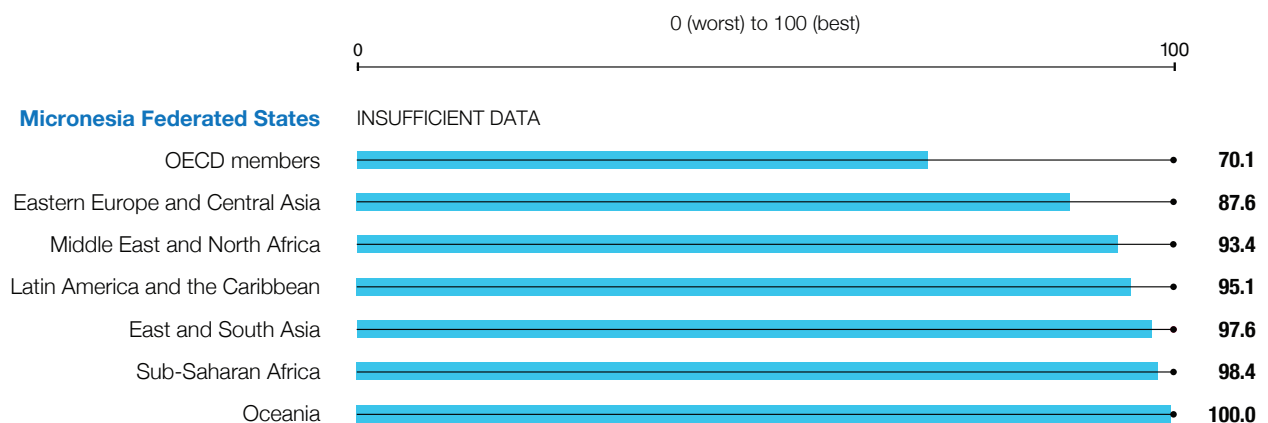 0 (worst) to 100 (best)
0 100
Micronesia Federated States INSUFFICIENT DATA
OECD members 70.1
Eastern Europe and Central Asia 87.6
Middle East and North Africa 93.4
Latin America and the Caribbean 95.1
East and South Asia 97.6
Sub-Saharan Africa 98.4
Oceania 100.0